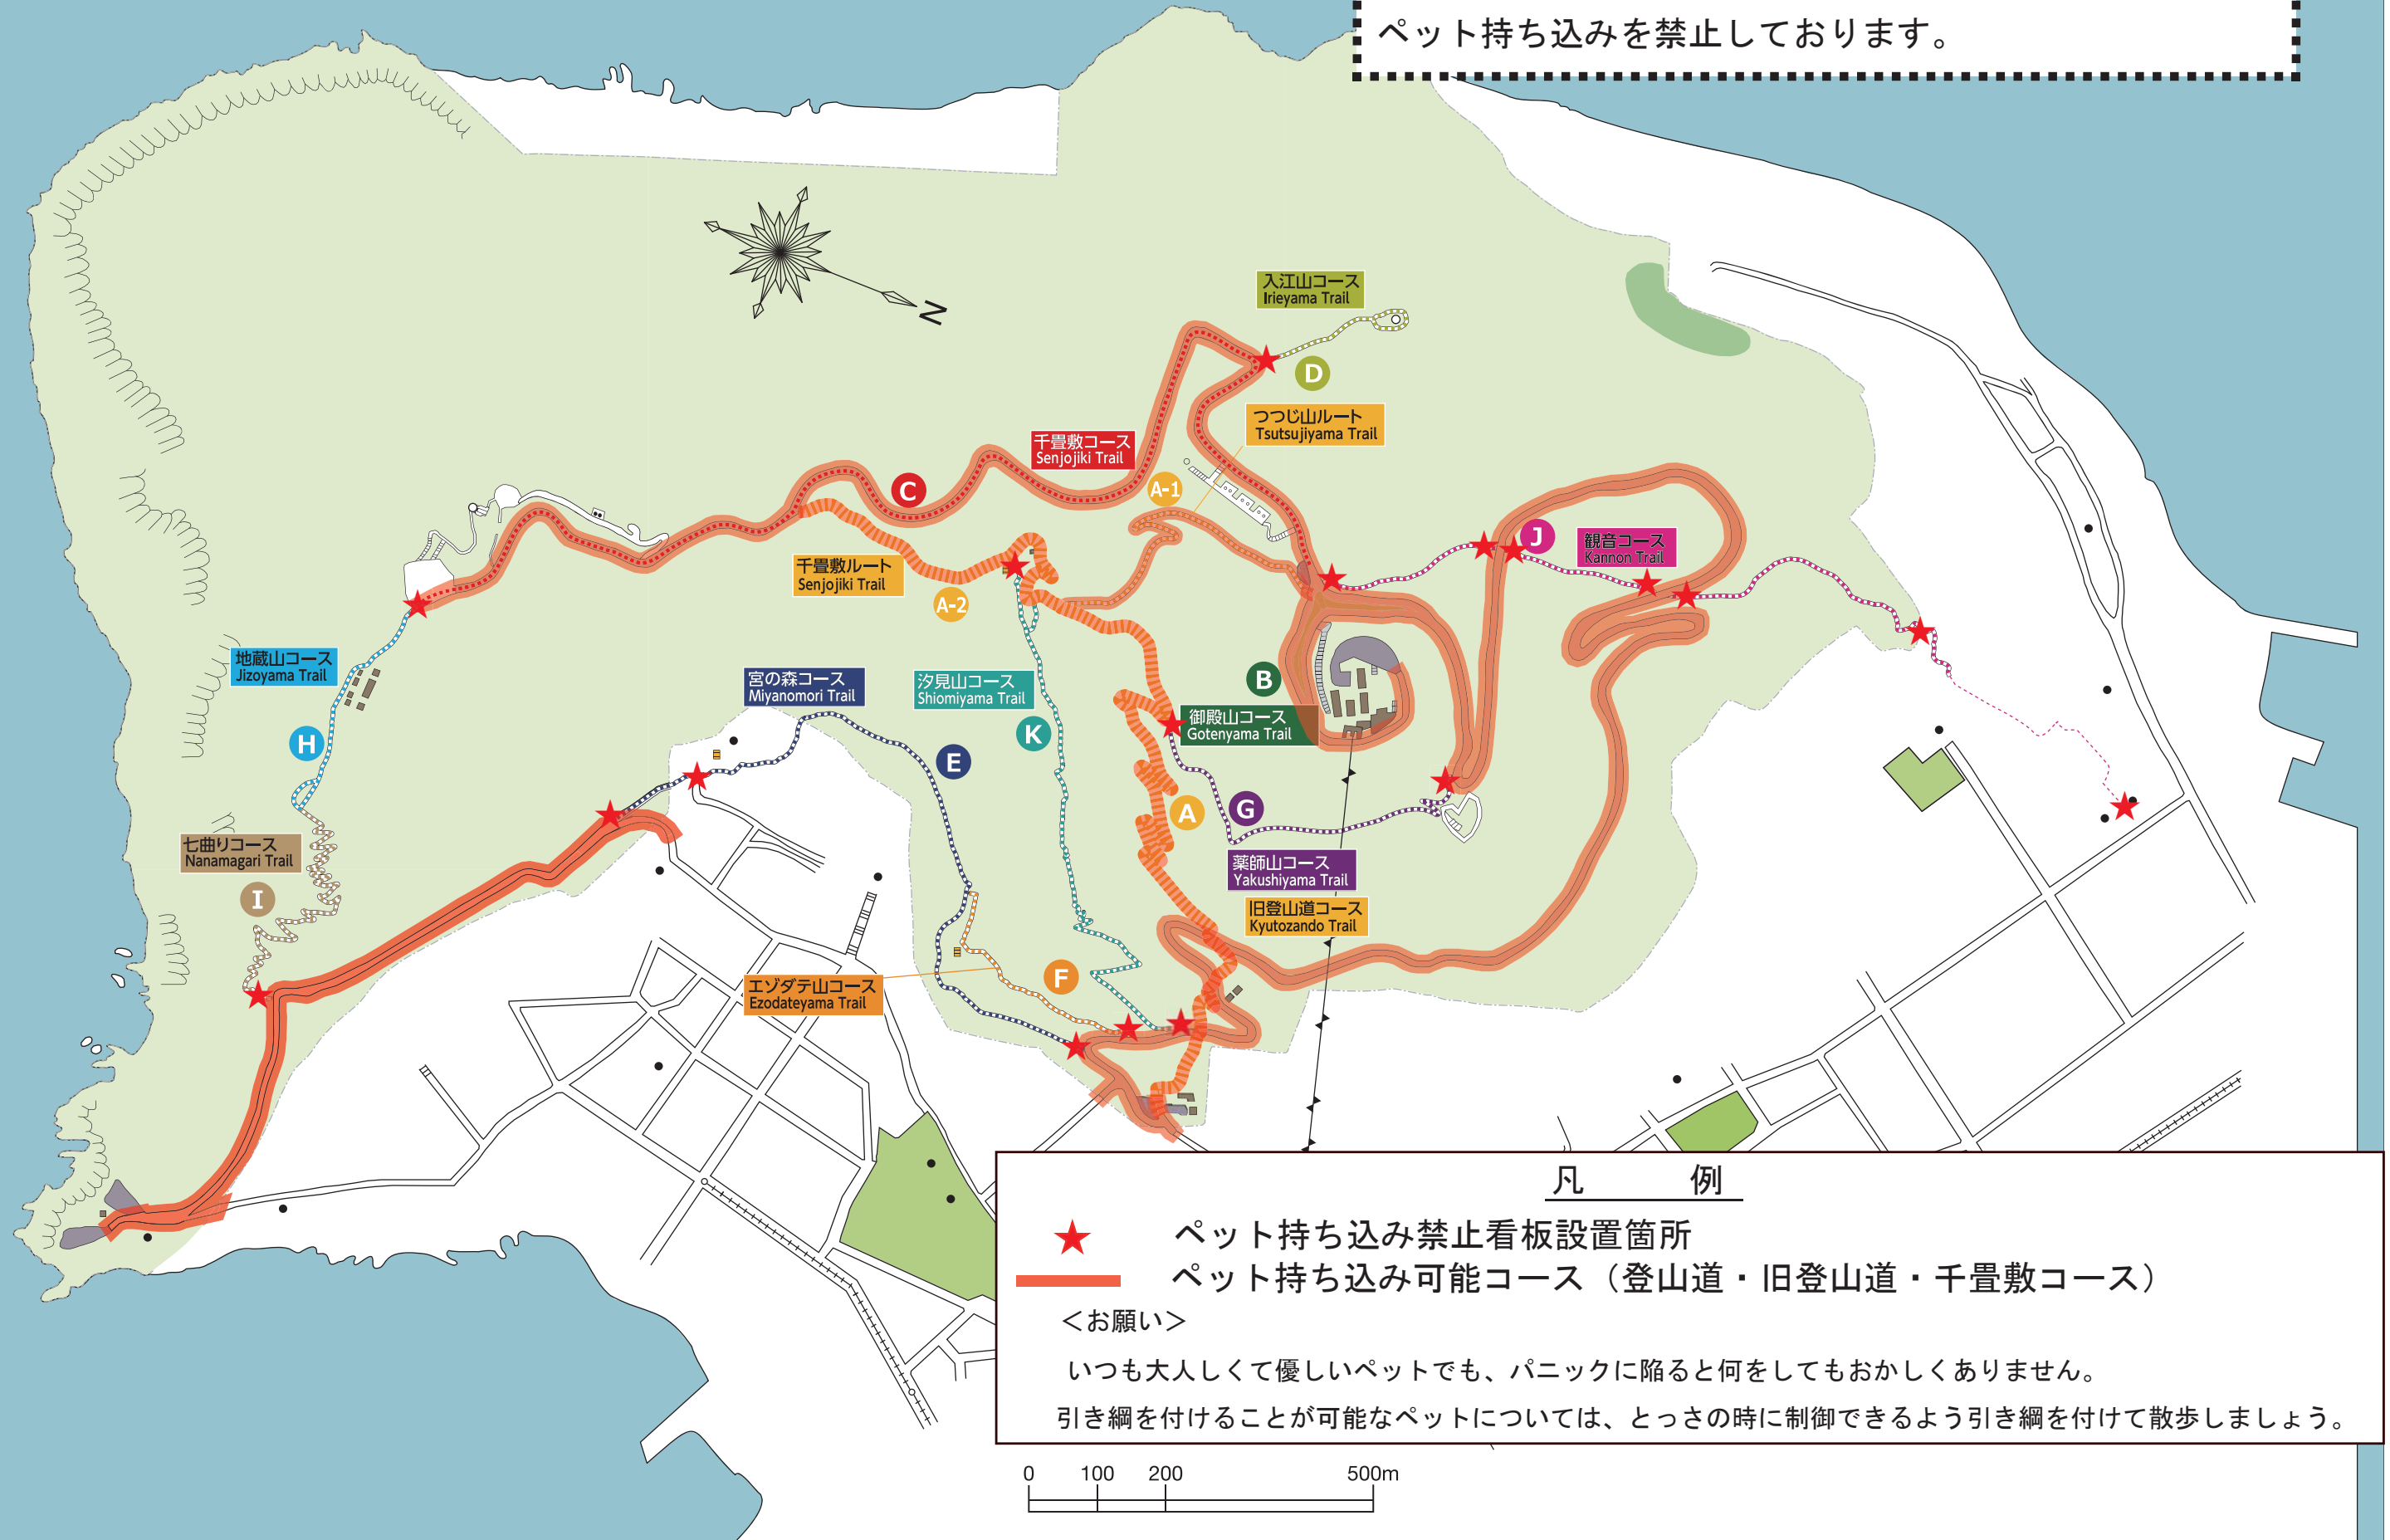 ペット持ち込みを禁止しております。
N
入江山コース
Irieyama Trail
D
つつじ山ルート
Tsutsujiyama Trail
千畳敷コース
Senjojiki Trail
C
A-1
J
観音コース
Kannon Trail
千畳敷ルート
Senjojiki Trail
A-2
地蔵山コース
Jizoyama Trail
宮の森コース
Miyanomori Trail
汐見山コース
Shiomiyama Trail
B
御殿山コース
Gotenyama Trail
H
K
E
A
G
七曲りコース
Nanamagari Trail
I
薬師山コース
Yakushiyama Trail
旧登山道コース
Kyutozando Trail
エゾダテ山コース
Ezodateyama Trail
F
凡 例
ペット持ち込み禁止看板設置箇所
ペット持ち込み可能コース（登山道・旧登山道・千畳敷コース）
＜お願い＞
いつも大人しくて優しいペットでも、パニックに陥ると何をしてもおかしくありません。
引き綱を付けることが可能なペットについては、とっさの時に制御できるよう引き綱を付けて散歩しましょう。
0 100 200 500m